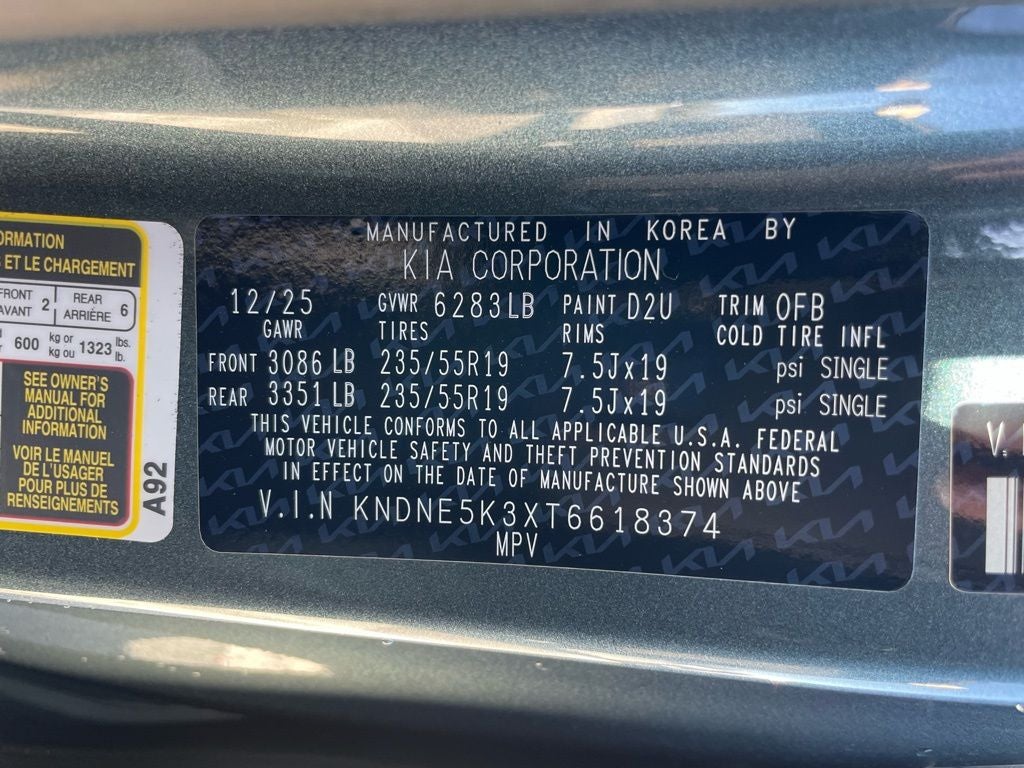 ORMATION
S ET LE CHARGEMENT
FRONT
AVANT 2 REAR
ARRIÈRE 6
600 kg or
kg ou 1323 lbs.
lb.
SEE OWNER'S
MANUAL FOR
ADDITIONAL
INFORMATION
VOIR LE MANUEL
DE L'USAGER
POUR PLUS DE
RENSEIGNEMENTS
A92
MANUFACTURED IN KOREA BY
KIA CORPORATION
12/25 GVWR 6283LB PAINT D2U TRIM OFB
GAWR TIRES RIMS COLD TIRE INFL
FRONT 3086 LB 235/55R19 7.5Jx19 psi SINGLE
REAR 3351 LB 235/55R19 7.5Jx19 psi SINGLE
THIS VEHICLE CONFORMS TO ALL APPLICABLE U.S.A. FEDERAL
MOTOR VEHICLE SAFETY AND THEFT PREVENTION STANDARDS
IN EFFECT ON THE DATE OF MANUFACTURE SHOWN ABOVE
V.I.N KNDNE5K3XT6618374
MPV
V.I